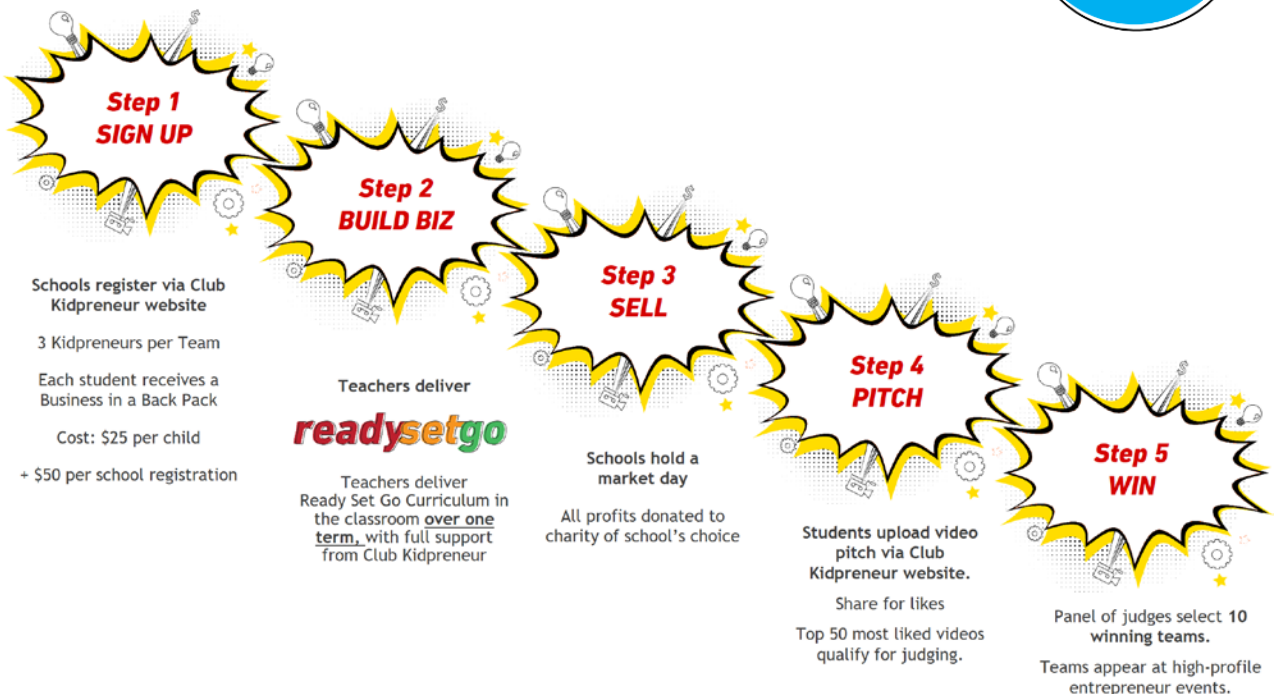 Step 1
SIGN UP
Schools register via Club
Kidpreneur website
3 Kidpreneurs per Team
Each student receives a
Business in a Back Pack
Cost: $25 per child
+ $50 per school registration
Step 2
BUILD BIZ
Teachers deliver
readysetgo
Teachers deliver
Ready Set Go Curriculum in
the classroom over one
term, with full support
from Club Kidpreneur
Step 3
SELL
Schools hold a
market day
All profits donated to
charity of school's choice
Step 4
PITCH
Students upload video
pitch via Club
Kidpreneur website.
Share for likes
Top 50 most liked videos
qualify for judging.
Step 5
WIN
Panel of judges select 10
winning teams.
Teams appear at high-profile
entrepreneur events.